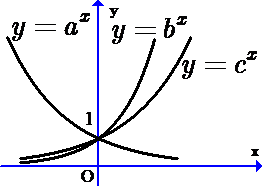 y
y = a^x
y = b^x
y = c^x
1
x
O